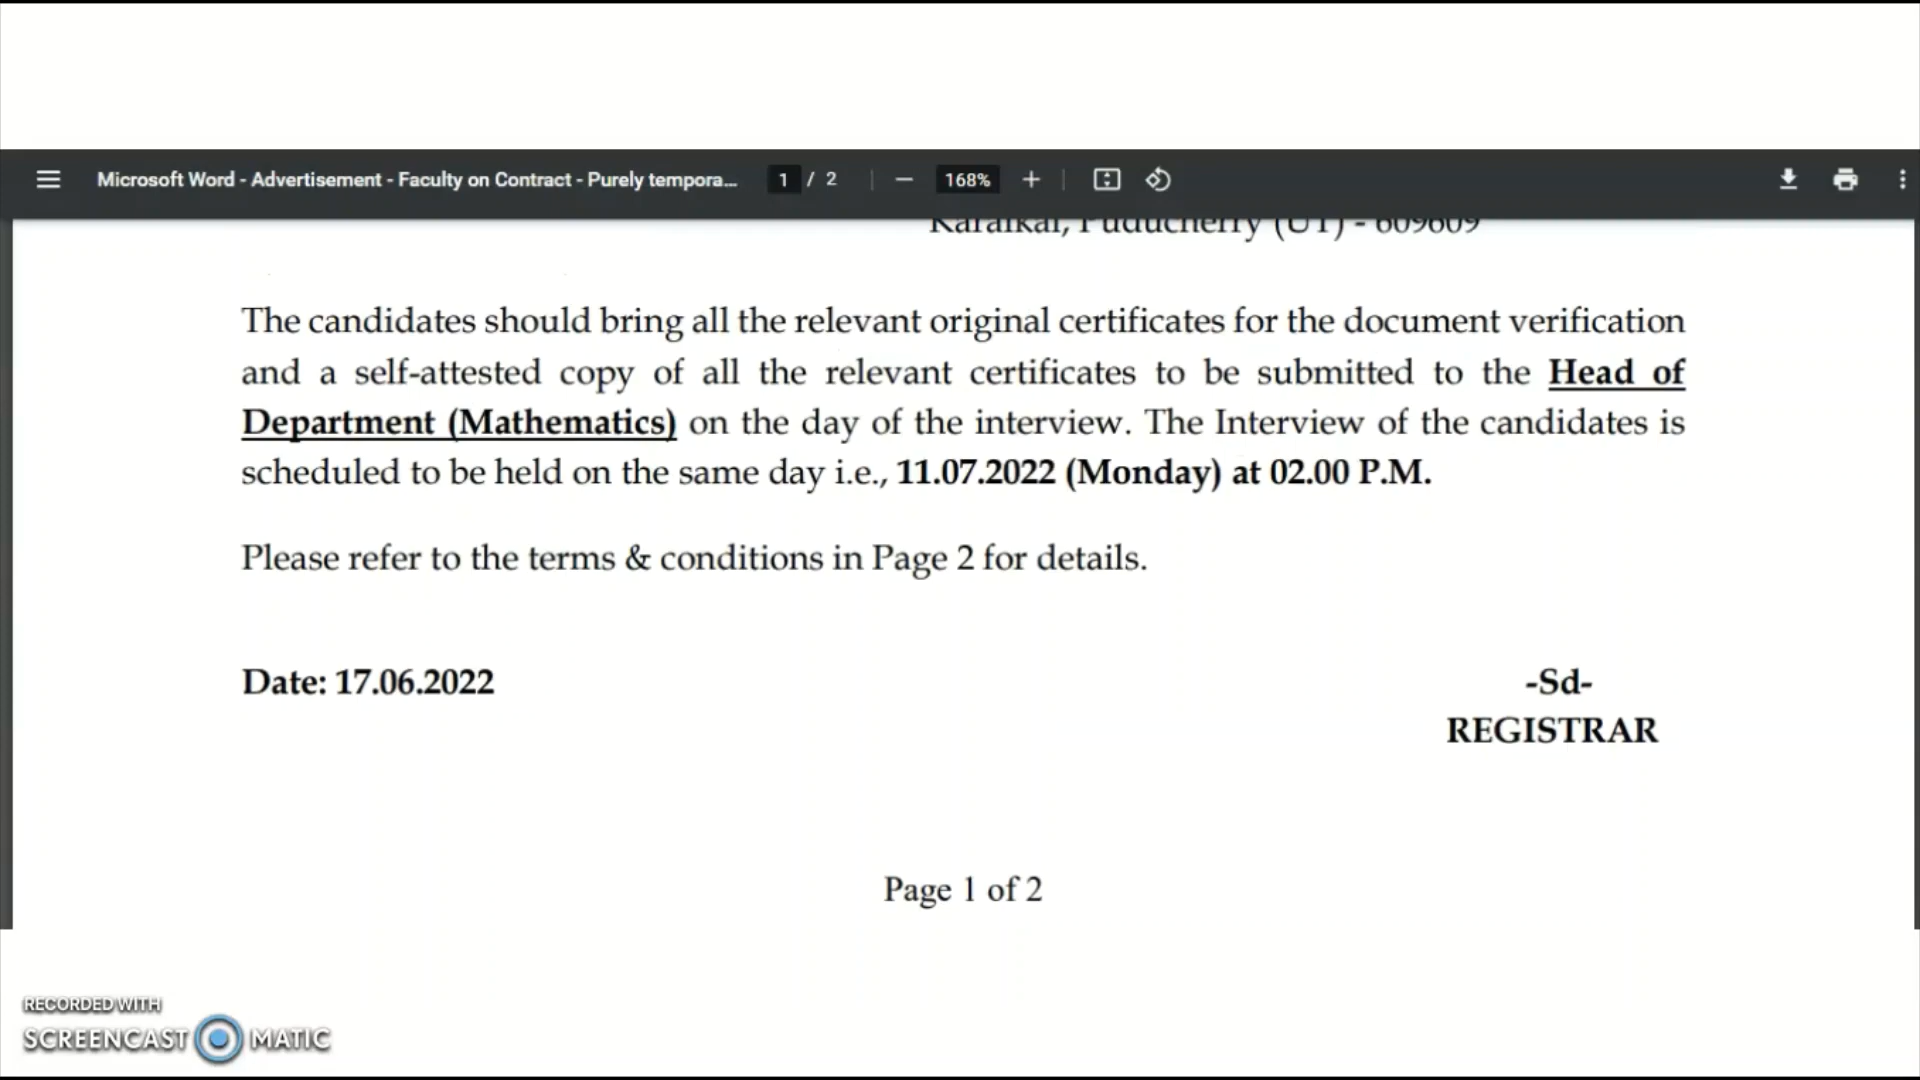 Microsoft Word - Advertisement - Faculty on Contract - Purely tempora... 1 / 2 168%
Karaikal, Puducherry (UT) - 609609
The candidates should bring all the relevant original certificates for the document verification
and a self-attested copy of all the relevant certificates to be submitted to the Head of
Department (Mathematics) on the day of the interview. The Interview of the candidates is
scheduled to be held on the same day i.e., 11.07.2022 (Monday) at 02.00 P.M.
Please refer to the terms & conditions in Page 2 for details.
Date: 17.06.2022
-Sd-
REGISTRAR
Page 1 of 2
RECORDED WITH
SCREENCAST MATIC